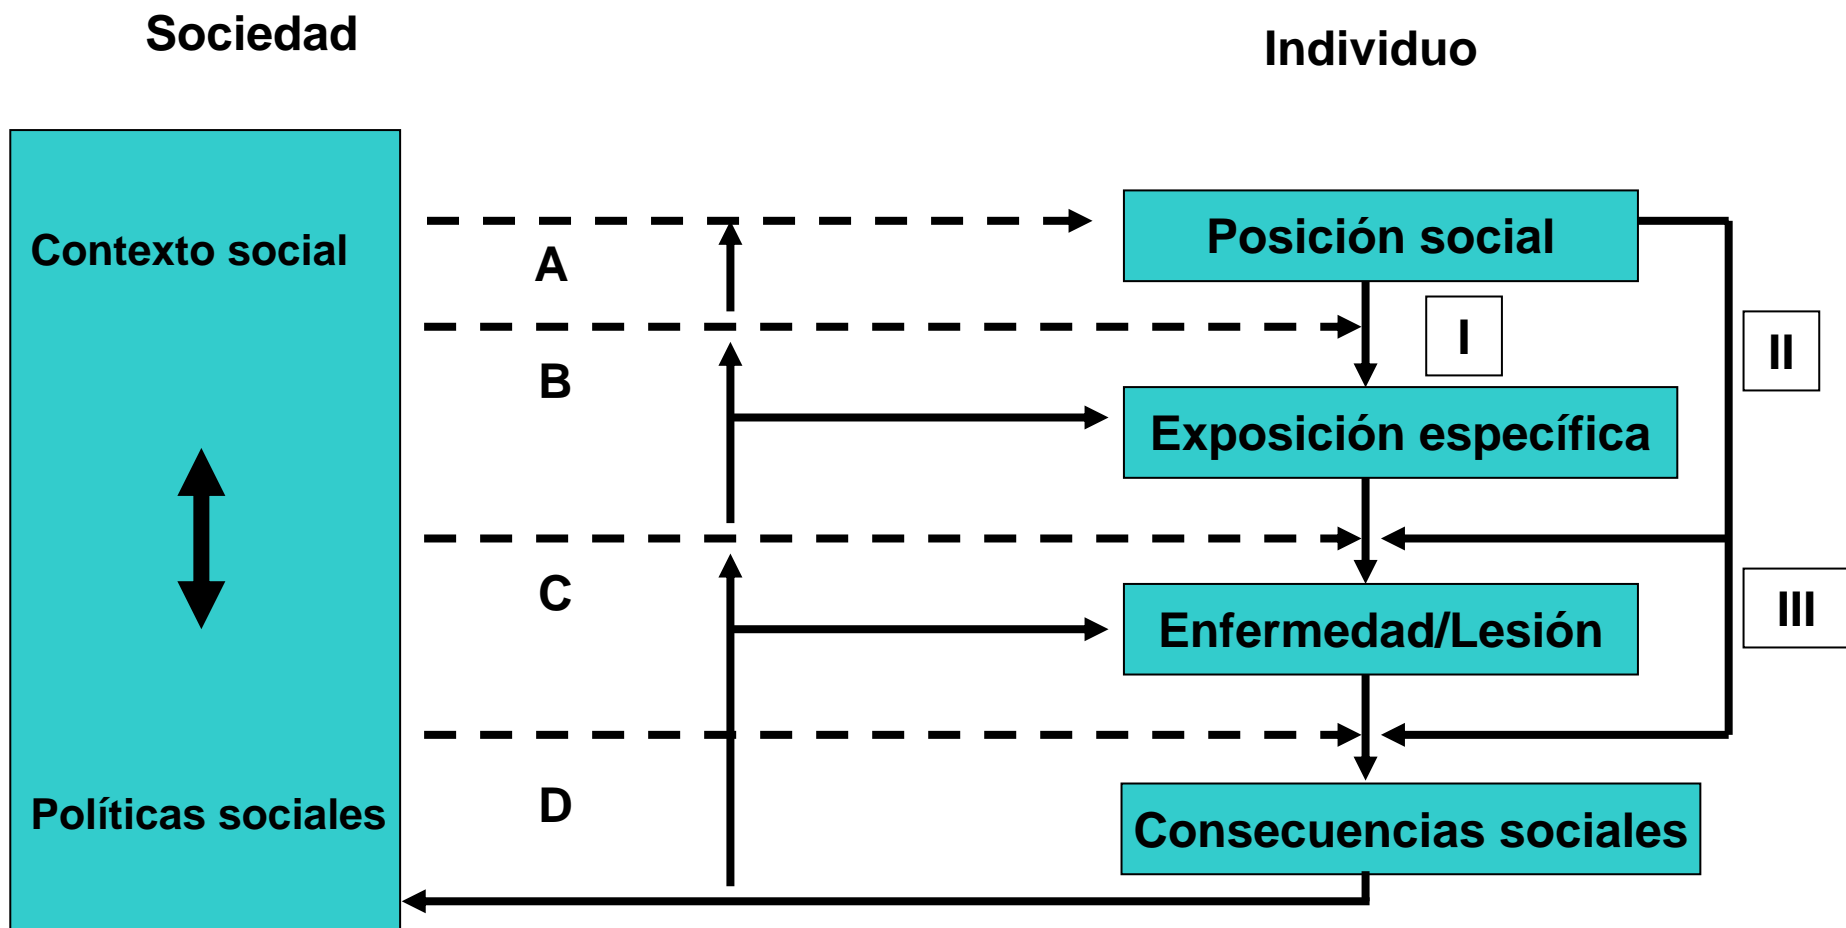 Sociedad
Individuo
Contexto social
Posición social
A
I
II
B
Exposición específica
C
Enfermedad/Lesión
III
Políticas sociales
D
Consecuencias sociales